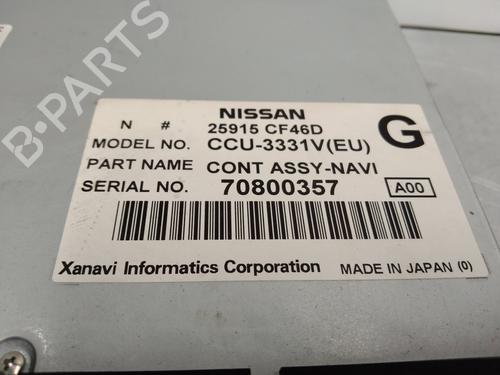 B-PARTS
NISSAN
N # 25915 CF46D
G
MODEL NO. CCU-3331V(EU)
PART NAME CONT ASSY-NAVI
SERIAL NO. 70800357 A00
Xanavi Informatics Corporation MADE IN JAPAN (0)